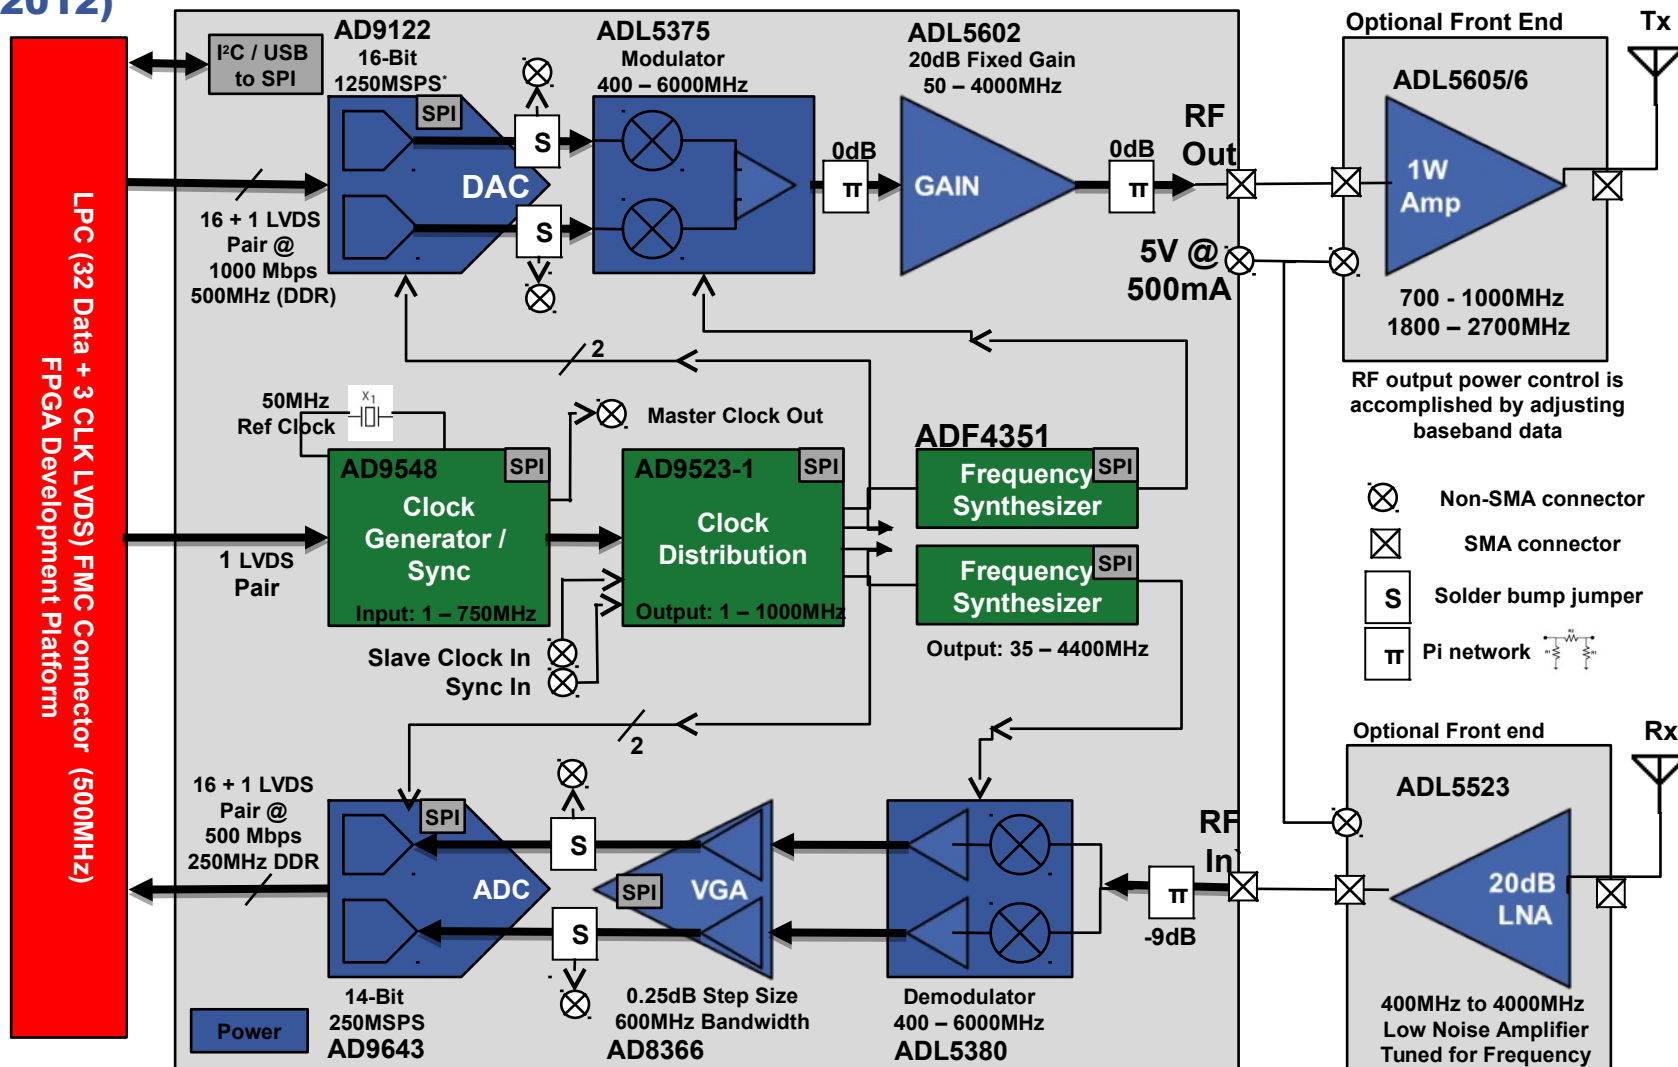 2012)
LPC (32 Data + 3 CLK LVDS) FMC Connector (500MHz)
FPGA Development Platform
I²C / USB
to SPI
AD9122
16-Bit
1250MSPS*
SPI
DAC
S
S
16 + 1 LVDS
Pair @
1000 Mbps
500MHz (DDR)
ADL5375
Modulator
400 – 6000MHz
0dB
π
ADL5602
20dB Fixed Gain
50 – 4000MHz
GAIN
0dB
π
RF
Out
5V @
500mA
Optional Front End
Tx
ADL5605/6
1W
Amp
700 - 1000MHz
1800 – 2700MHz
RF output power control is
accomplished by adjusting
baseband data
2
50MHz
Ref Clock
X1
Master Clock Out
AD9548
SPI
Clock
Generator /
Sync
Input: 1 – 750MHz
1 LVDS
Pair
AD9523-1
SPI
Clock
Distribution
Output: 1 – 1000MHz
ADF4351
Frequency
Synthesizer
SPI
Frequency
Synthesizer
SPI
Output: 35 – 4400MHz
Slave Clock In
Sync In
2
Non-SMA connector
SMA connector
S
Solder bump jumper
π
Pi network
16 + 1 LVDS
Pair @
500 Mbps
250MHz DDR
SPI
ADC
14-Bit
250MSPS
AD9643
S
S
SPI
VGA
0.25dB Step Size
600MHz Bandwidth
AD8366
Demodulator
400 – 6000MHz
ADL5380
π
-9dB
RF
In
Optional Front end
Rx
ADL5523
20dB
LNA
400MHz to 4000MHz
Low Noise Amplifier
Tuned for Frequency
Power